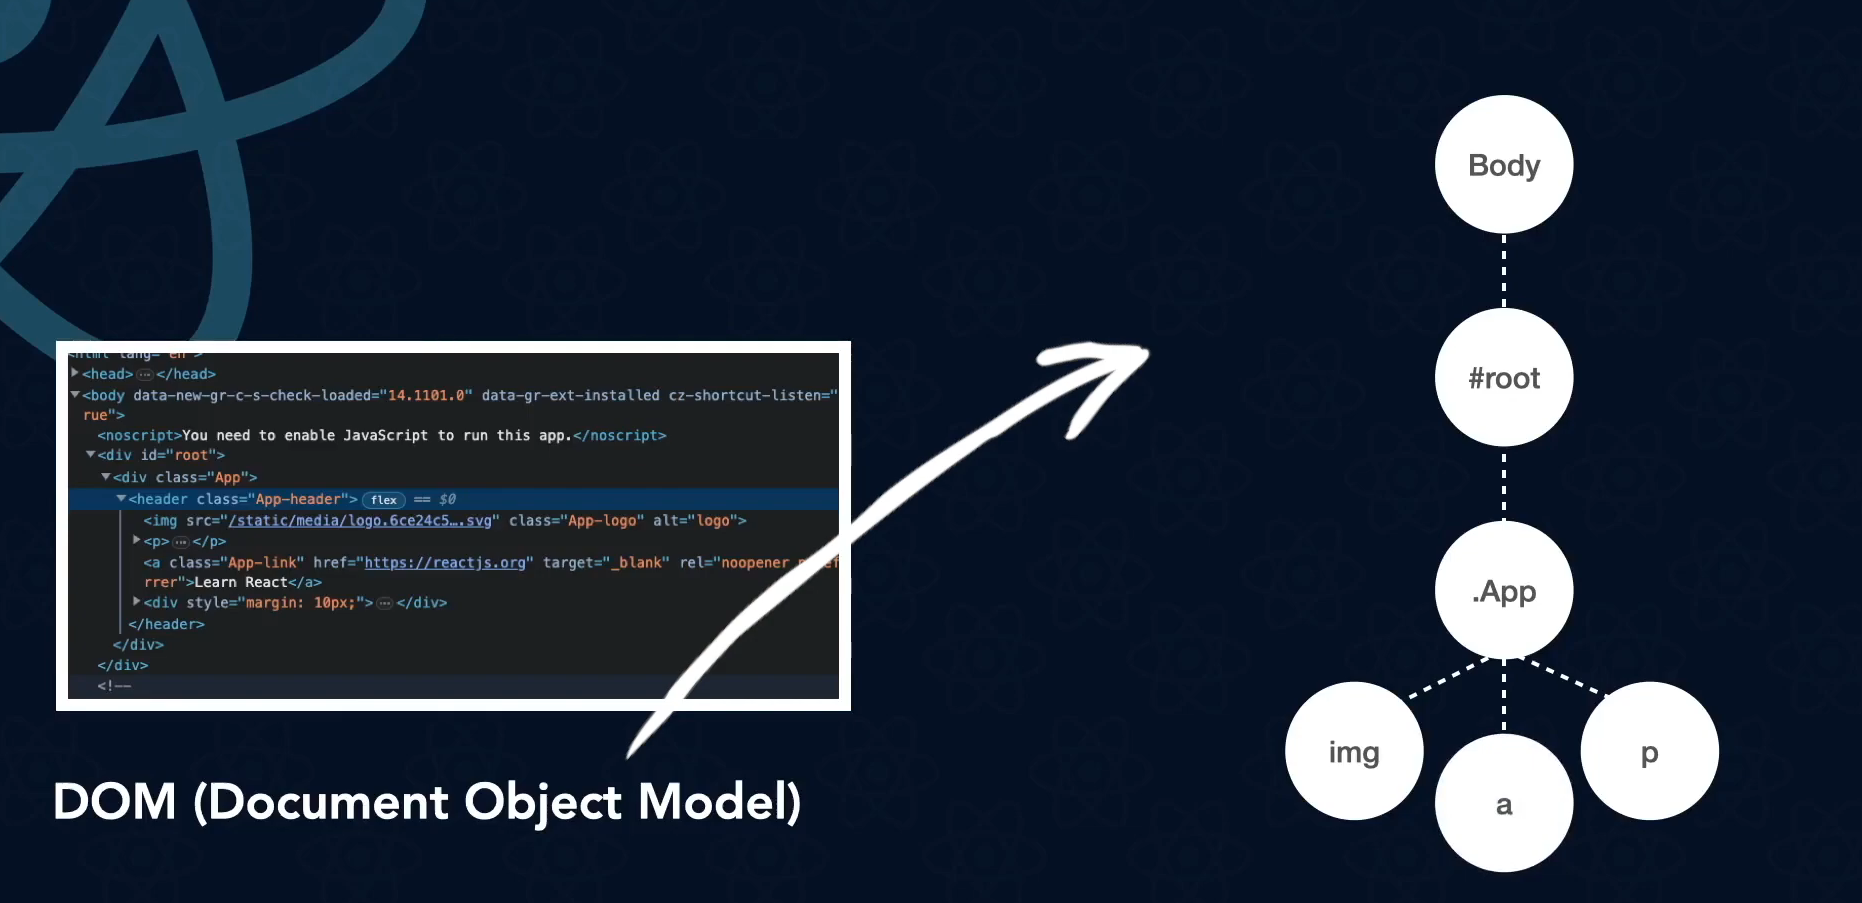 <html lang="en">
<head> ··· </head>
<body data-new-gr-c-s-check-loaded="14.1101.0" data-gr-ext-installed cz-shortcut-listen="
rue">
<noscript>You need to enable JavaScript to run this app.</noscript>
<div id="root">
<div class="App">
<header class="App-header"> flex == $0
<img src="/static/media/logo.6ce24c5….svg" class="App-logo" alt="logo">
<p> ··· </p>
<a class="App-link" href="https://reactjs.org" target="_blank" rel="noopener
rrer">Learn React</a>
<div style="margin: 10px;"> ··· </div>
</header>
</div>
</div>
<!--
DOM (Document Object Model)
Body
#root
.App
img
a
p